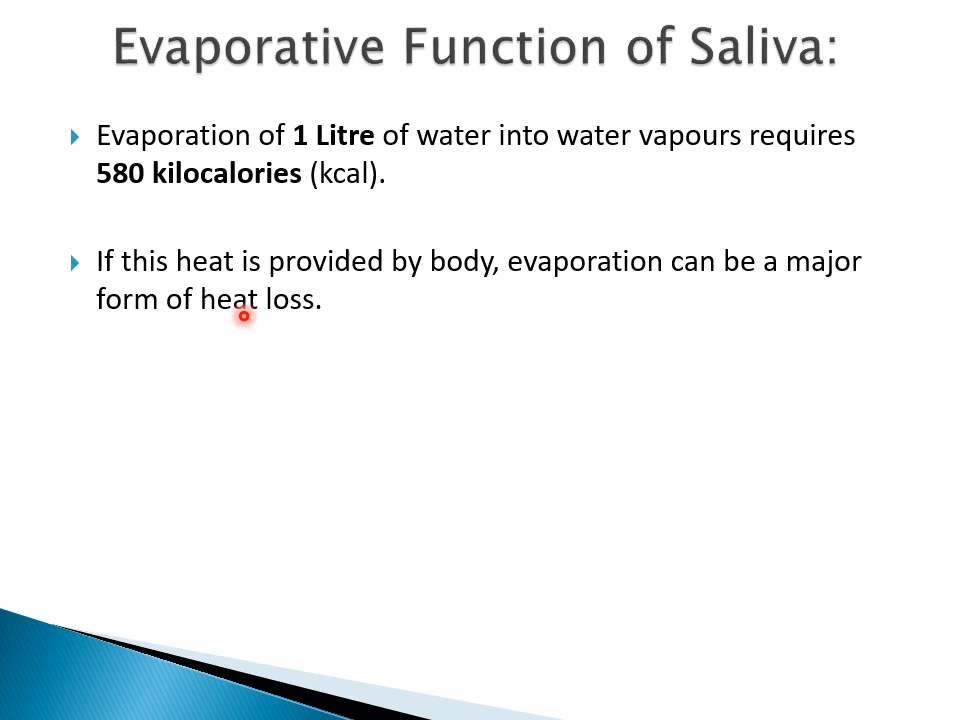 Evaporative Function of Saliva:
Evaporation of 1 Litre of water into water vapours requires
580 kilocalories (kcal).
If this heat is provided by body, evaporation can be a major
form of heat loss.